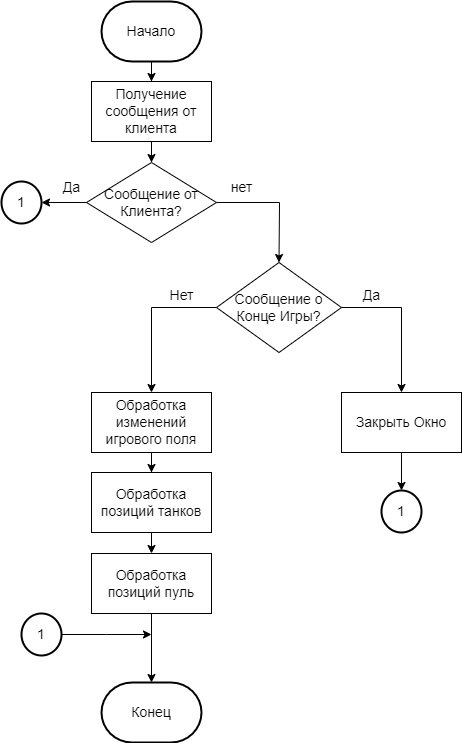 Начало
Получение
сообщения от
клиента
Да
Сообщение от
Клиента?
нет
1
Нет
Сообщение о
Конце Игры?
Да
Обработка
изменений
игрового поля
Закрыть Окно
Обработка
позиций танков
1
Обработка
позиций пуль
1
Конец